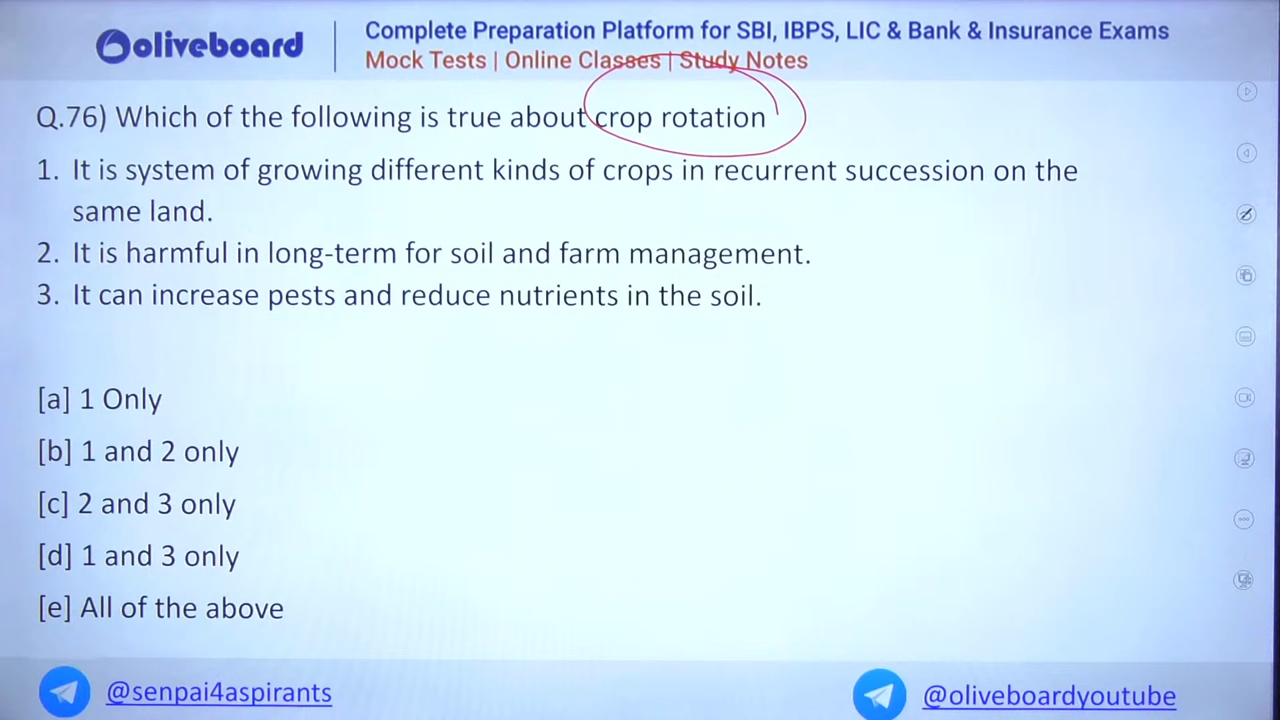 oliveboard
Complete Preparation Platform for SBI, IBPS, LIC & Bank & Insurance Exams
Mock Tests | Online Classes | Study Notes
Q.76) Which of the following is true about crop rotation
1. It is system of growing different kinds of crops in recurrent succession on the
same land.
2. It is harmful in long-term for soil and farm management.
3. It can increase pests and reduce nutrients in the soil.
[a] 1 Only
[b] 1 and 2 only
[c] 2 and 3 only
[d] 1 and 3 only
[e] All of the above
@senpai4aspirants
@oliveboardyoutube